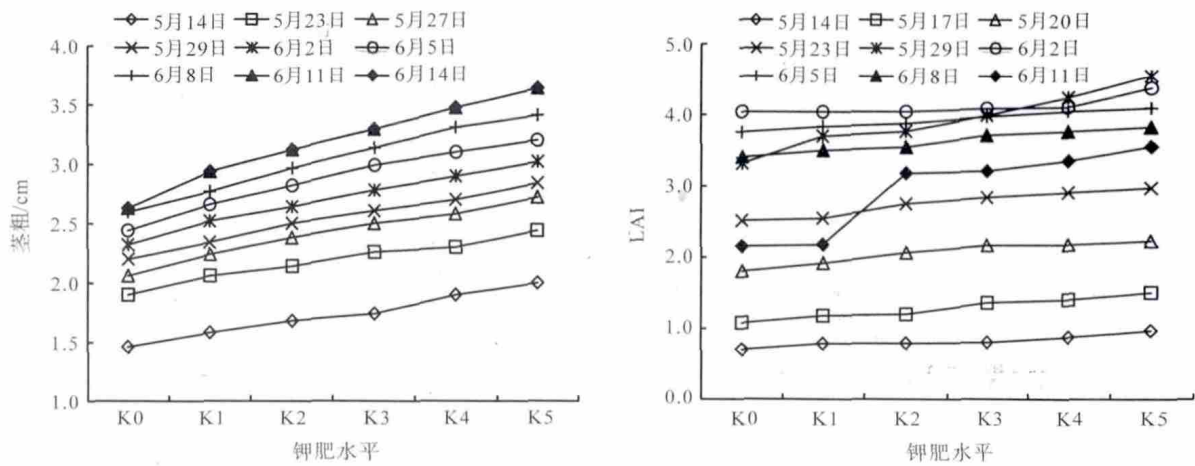 5月14日 5月23日 5月27日
5月29日 6月2日 6月5日
6月8日 6月11日 6月14日
4.0
3.5
3.0
2.5
2.0
1.5
1.0
茎粗/cm
K0 K1 K2 K3 K4 K5
钾肥水平
5月14日 5月17日 5月20日
5月23日 5月29日 6月2日
6月5日 6月8日 6月11日
5.0
4.0
3.0
2.0
1.0
0.0
LAI
K0 K1 K2 K3 K4 K5
钾肥水平